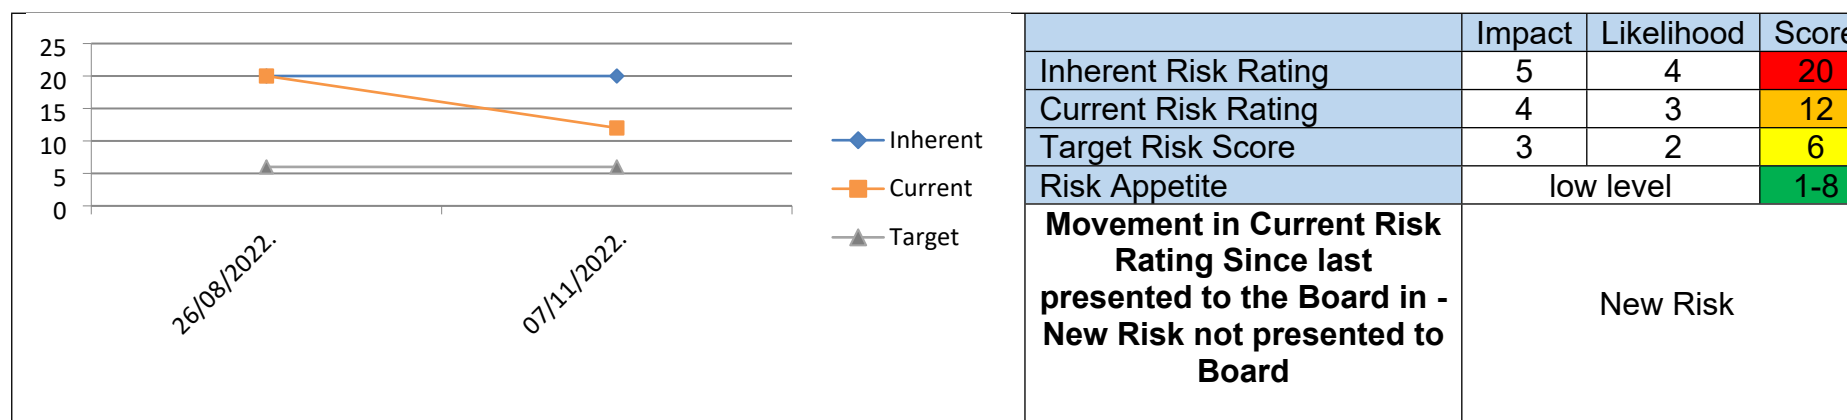 25
20
15
10
5
0
26/08/2022.
07/11/2022.
Inherent
Current
Target
Impact Likelihood Score
Inherent Risk Rating 5 4 20
Current Risk Rating 4 3 12
Target Risk Score 3 2 6
Risk Appetite low level 1-8
Movement in Current Risk
Rating Since last
presented to the Board in -
New Risk not presented to
Board
New Risk